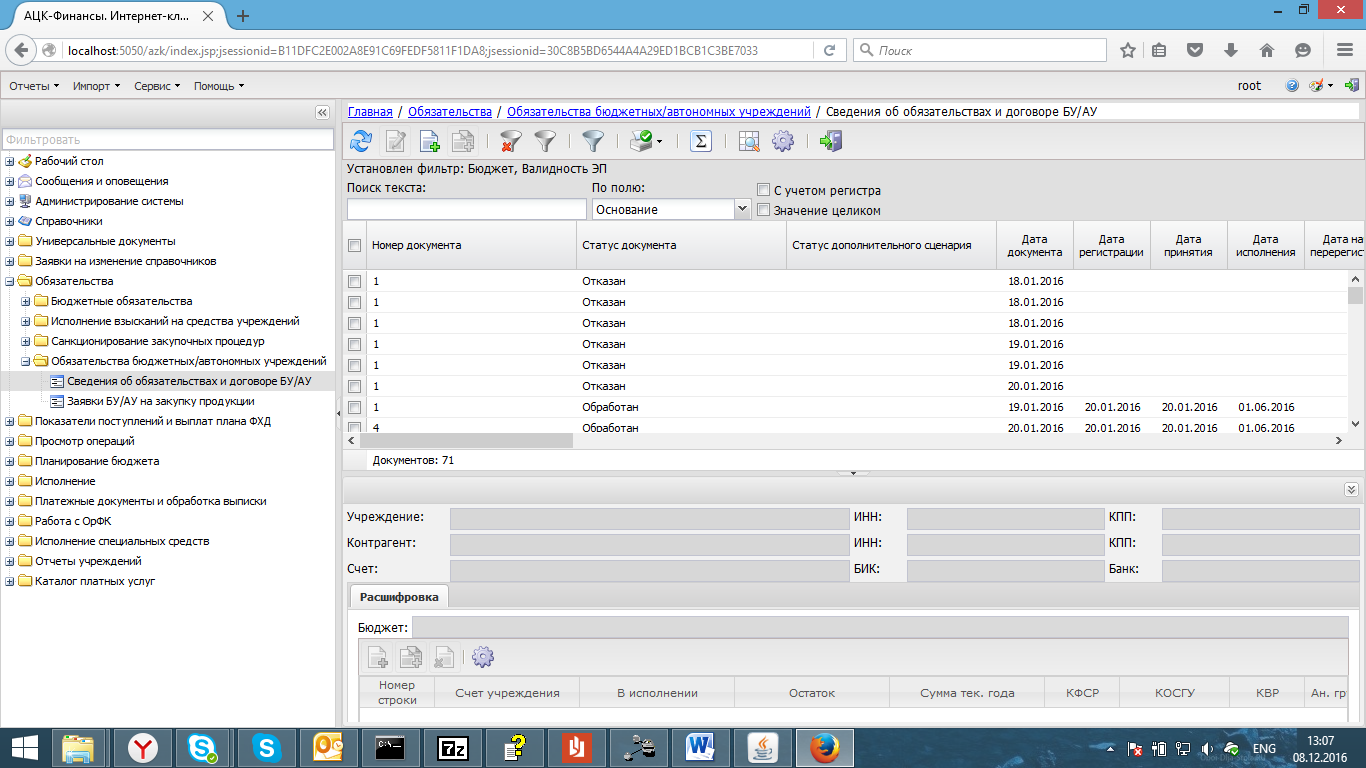 АЦК-Финансы. Интернет-кл...
localhost:5050/azk/index.jsp;jsessionid=B11DFC2E002A8E91C69FEDF5811F1DA8;jsessionid=30C8B5BD6544A4A29ED1BCB1C3BE7033
Поиск
Отчеты Импорт Сервис Помощь root
Главная / Обязательства / Обязательства бюджетных/автономных учреждений / Сведения об обязательствах и договоре БУ/АУ
Фильтровать
Рабочий стол
Сообщения и оповещения
Администрирование системы
Справочники
Универсальные документы
Заявки на изменение справочников
Обязательства
Бюджетные обязательства
Исполнение взысканий на средства учреждений
Санкционирование закупочных процедур
Обязательства бюджетных/автономных учреждений
Сведения об обязательствах и договоре БУ/АУ
Заявки БУ/АУ на закупку продукции
Показатели поступлений и выплат плана ФХД
Просмотр операций
Планирование бюджета
Исполнение
Платежные документы и обработка выписки
Работа с ОрФК
Исполнение специальных средств
Отчеты учреждений
Каталог платных услуг
Установлен фильтр: Бюджет, Валидность ЭП
Поиск текста: По полю: С учетом регистра
Основание Значение целиком
Номер документа Статус документа Статус дополнительного сценария Дата документа Дата регистрации Дата принятия Дата исполнения Дата на перерегист
1 Отказан 18.01.2016
1 Отказан 18.01.2016
1 Отказан 18.01.2016
1 Отказан 19.01.2016
1 Отказан 19.01.2016
1 Отказан 20.01.2016
1 Обработан 19.01.2016 20.01.2016 20.01.2016 01.06.2016
4 Обработан 20.01.2016 20.01.2016 20.01.2016 01.06.2016
Документов: 71
Учреждение: ИНН: КПП:
Контрагент: ИНН: КПП:
Счет: БИК: Банк:
Расшифровка
Бюджет:
Номер строки Счет учреждения В исполнении Остаток Сумма тек. года КФСР КОСГУ КВР Ан. гру
ENG 13:07
08.12.2016